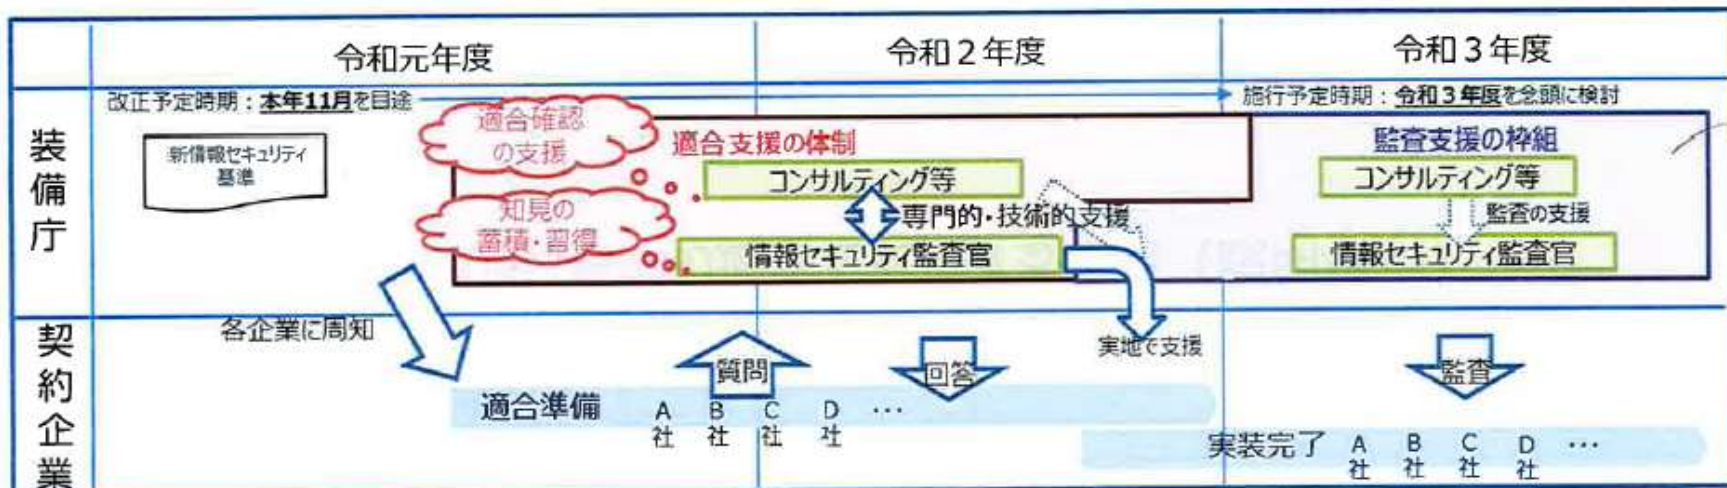 令和元年度
令和2年度
令和3年度
装備庁
改正予定時期：本年11月を目途
施行予定時期：令和3年度を念頭に検討
新情報セキュリティ
基準
適合確認
の支援
適合支援の体制
コンサルティング等
知見の
蓄積・習得
専門的・技術的支援
情報セキュリティ監査官
監査支援の枠組
コンサルティング等
監査の支援
情報セキュリティ監査官
契約企業
各企業に周知
質問
回答
実地で支援
監査
適合準備
A社 B社 C社 D社 …
実装完了
A社 B社 C社 D社 …